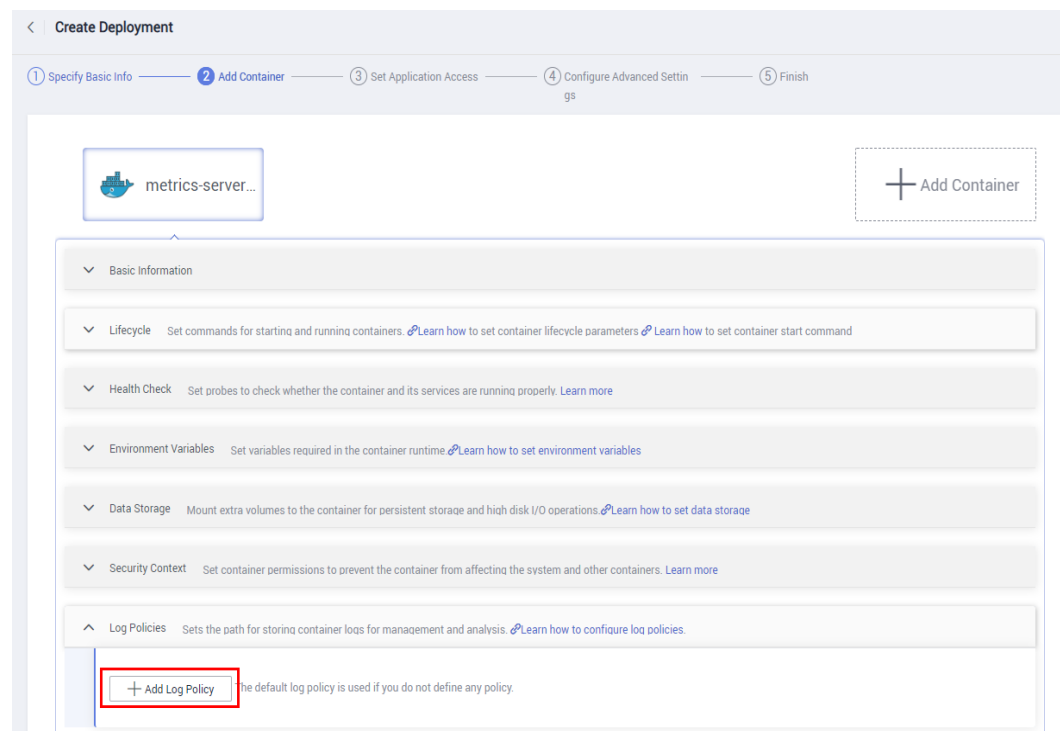 Create Deployment
1 Specify Basic Info 2 Add Container 3 Set Application Access 4 Configure Advanced Settin 5 Finish
gs
metrics-server...
Add Container
Basic Information
Lifecycle Set commands for starting and running containers. Learn how to set container lifecycle parameters Learn how to set container start command
Health Check Set probes to check whether the container and its services are running properly. Learn more
Environment Variables Set variables required in the container runtime. Learn how to set environment variables
Data Storage Mount extra volumes to the container for persistent storage and high disk I/O operations. Learn how to set data storage
Security Context Set container permissions to prevent the container from affecting the system and other containers. Learn more
Log Policies Sets the path for storing container logs for management and analysis. Learn how to configure log policies.
Add Log Policy The default log policy is used if you do not define any policy.